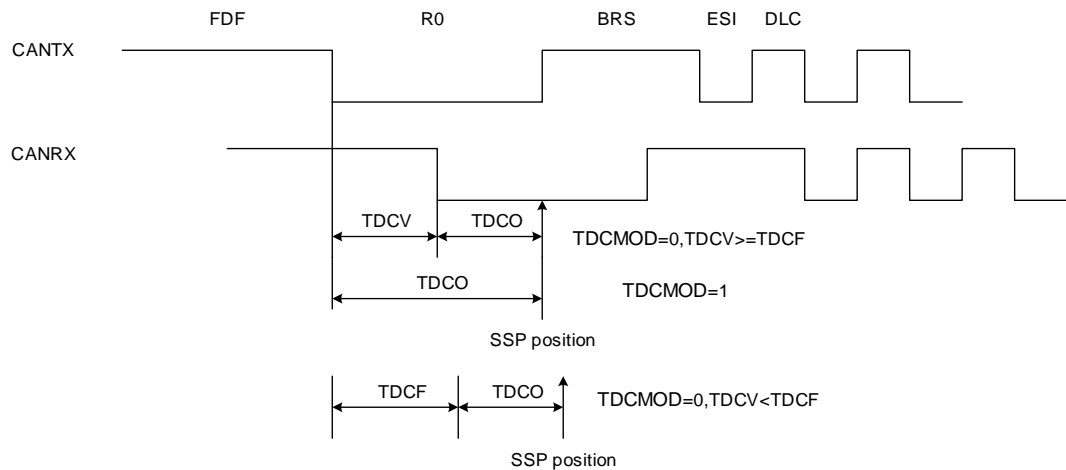 FDF R0 BRS ESI DLC
CANTX
CANRX
TDCV TDCO TDCMOD=0,TDCV>=TDCF
TDCO TDCMOD=1
SSP position
TDCF TDCO TDCMOD=0,TDCV<TDCF
SSP position